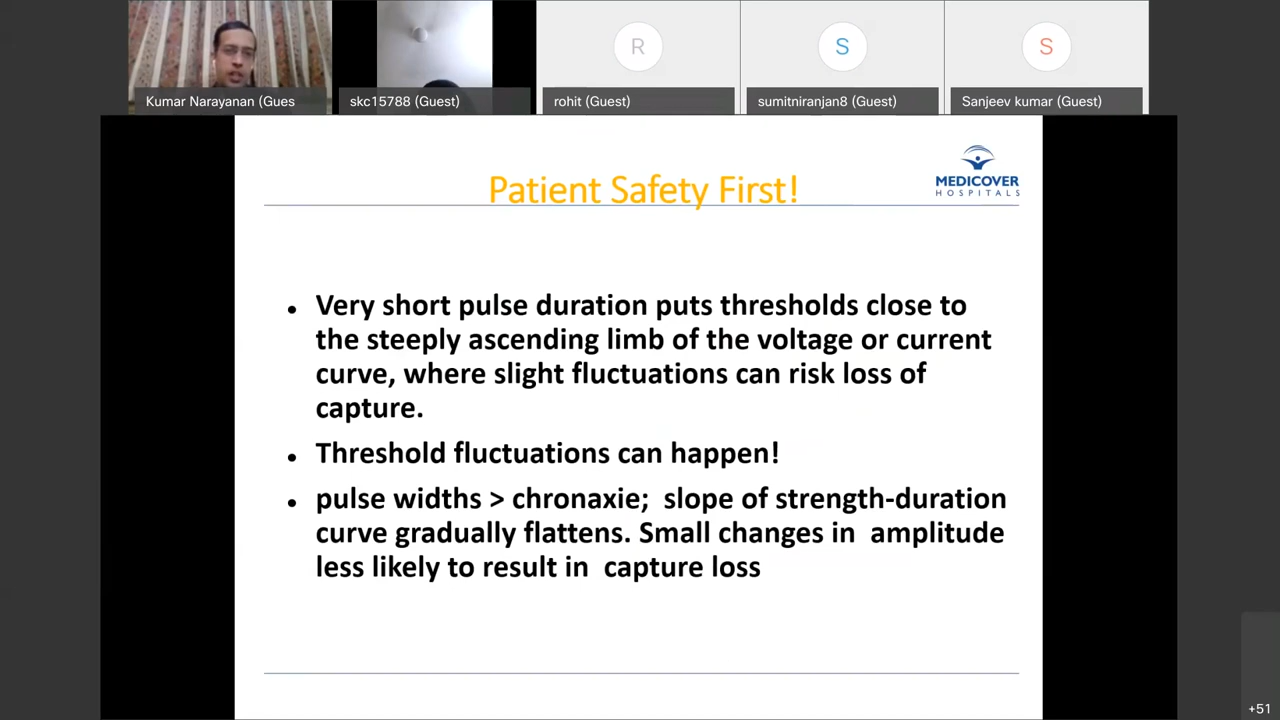 R
S
S
Kumar Narayanan (Gues
skc15788 (Guest)
rohit (Guest)
sumitniranjan8 (Guest)
Sanjeev kumar (Guest)
MEDICOVER
HOSPITALS
Patient Safety First!
• Very short pulse duration puts thresholds close to
the steeply ascending limb of the voltage or current
curve, where slight fluctuations can risk loss of
capture.
• Threshold fluctuations can happen!
• pulse widths > chronaxie;  slope of strength-duration
curve gradually flattens. Small changes in  amplitude
less likely to result in  capture loss
+51